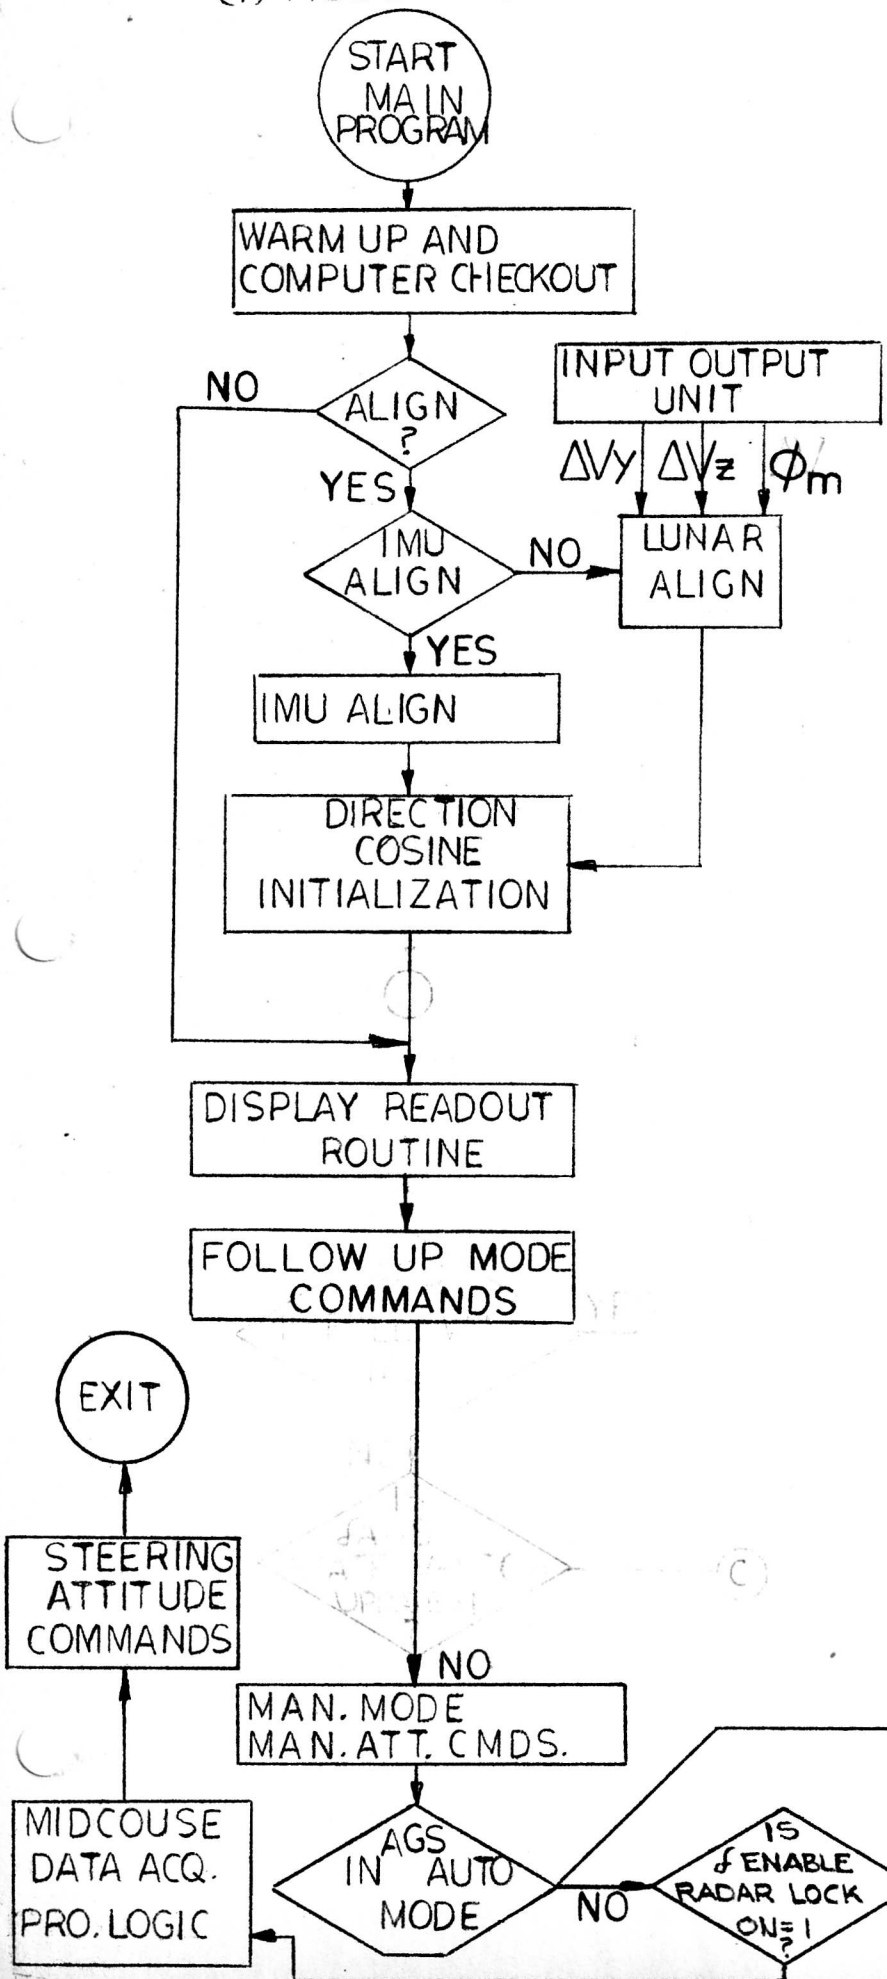 START
MAIN
PROGRAM
WARM UP AND
COMPUTER CHECKOUT
NO
ALIGN
?
YES
INPUT OUTPUT
UNIT
ΔVy ΔVz ϕm
IMU
ALIGN
NO
LUNAR
ALIGN
YES
IMU ALIGN
DIRECTION
COSINE
INITIALIZATION
DISPLAY READOUT
ROUTINE
FOLLOW UP MODE
COMMANDS
EXIT
STEERING
ATTITUDE
COMMANDS
C
NO
MAN. MODE
MAN. ATT. CMDS.
MIDCOUSE
DATA ACQ.
PRO. LOGIC
AGS
IN AUTO
MODE
NO
IS
ENABLE
RADAR LOCK
ON=1
?